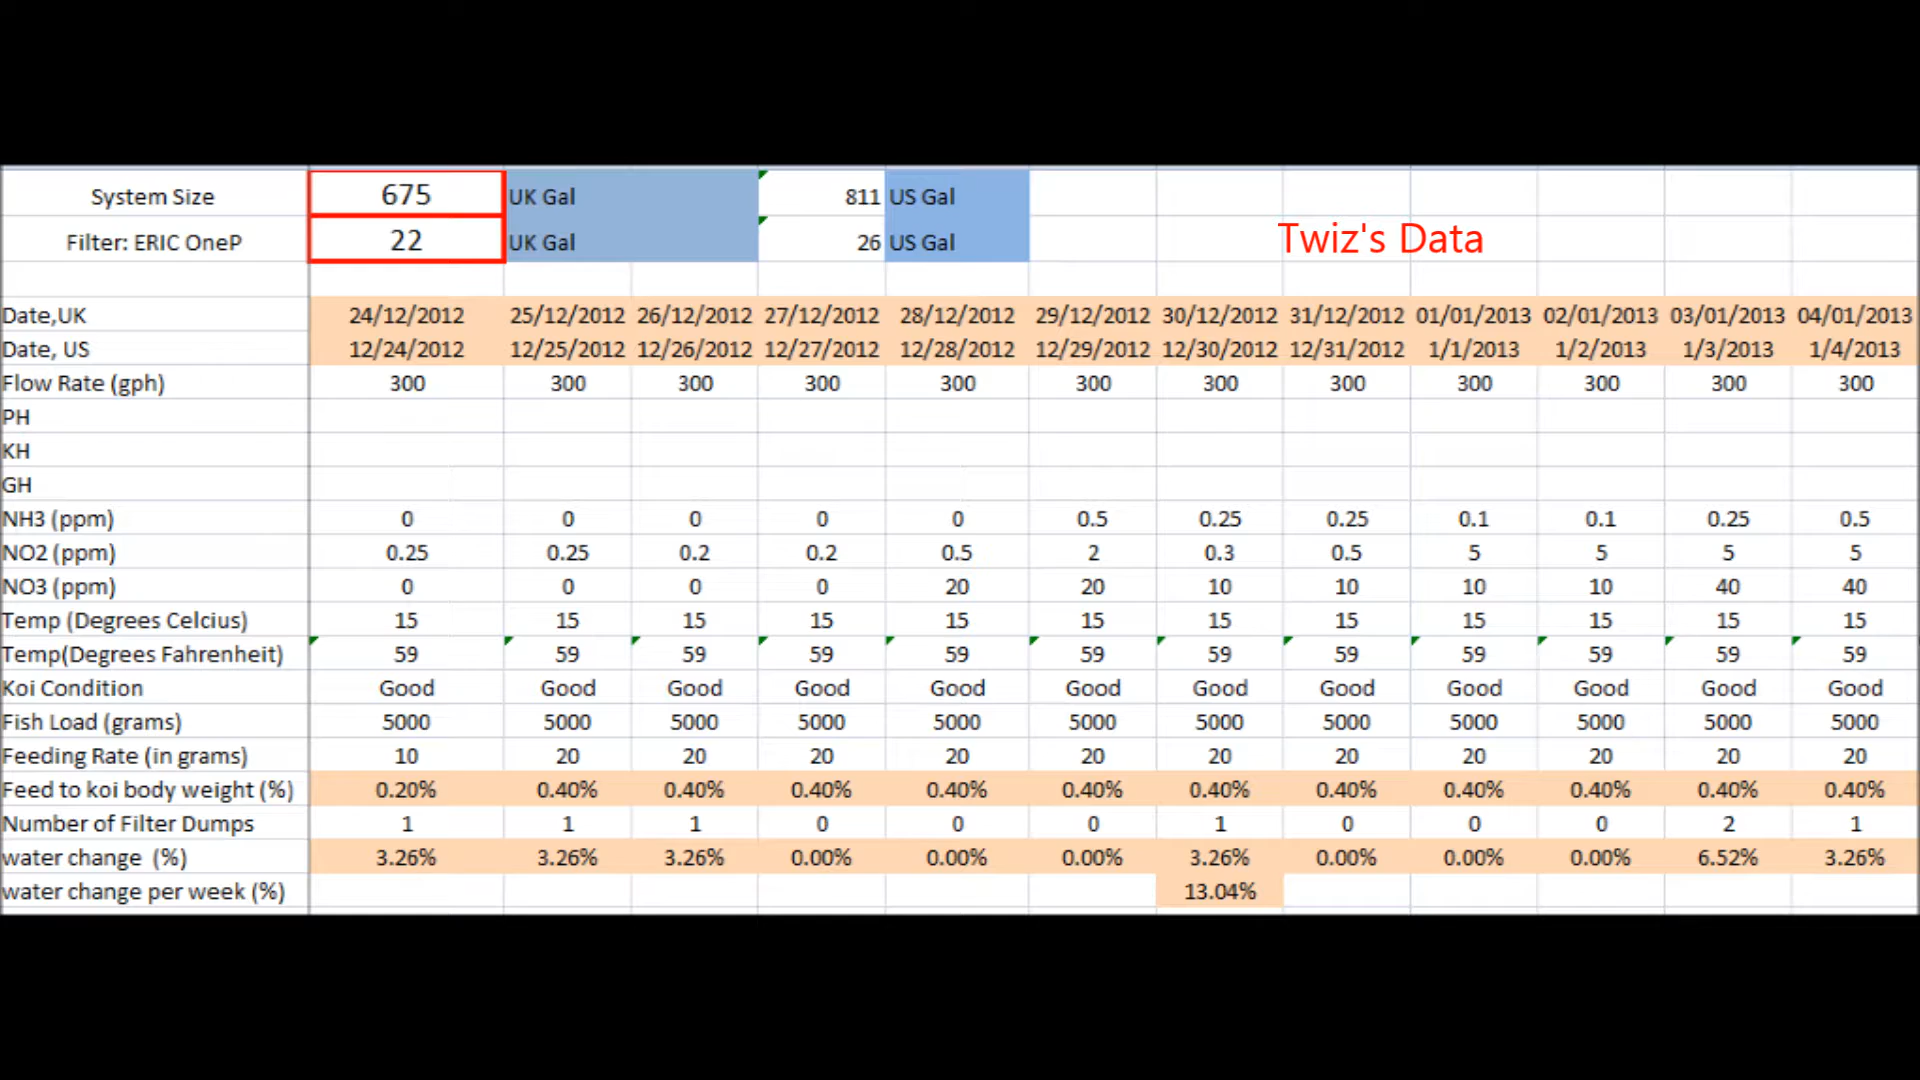 System Size 675 UK Gal 811 US Gal
Filter: ERIC OneP 22 UK Gal 26 US Gal
Twiz's Data
Date,UK 24/12/2012 25/12/2012 26/12/2012 27/12/2012 28/12/2012 29/12/2012 30/12/2012 31/12/2012 01/01/2013 02/01/2013 03/01/2013 04/01/2013
Date, US 12/24/2012 12/25/2012 12/26/2012 12/27/2012 12/28/2012 12/29/2012 12/30/2012 12/31/2012 1/1/2013 1/2/2013 1/3/2013 1/4/2013
Flow Rate (gph) 300 300 300 300 300 300 300 300 300 300 300 300
PH
KH
GH
NH3 (ppm) 0 0 0 0 0 0.5 0.25 0.25 0.1 0.1 0.25 0.5
NO2 (ppm) 0.25 0.25 0.2 0.2 0.5 2 0.3 0.5 5 5 5 5
NO3 (ppm) 0 0 0 0 20 20 10 10 10 10 40 40
Temp (Degrees Celcius) 15 15 15 15 15 15 15 15 15 15 15 15
Temp(Degrees Fahrenheit) 59 59 59 59 59 59 59 59 59 59 59 59
Koi Condition Good Good Good Good Good Good Good Good Good Good Good Good
Fish Load (grams) 5000 5000 5000 5000 5000 5000 5000 5000 5000 5000 5000 5000
Feeding Rate (in grams) 10 20 20 20 20 20 20 20 20 20 20 20
Feed to koi body weight (%) 0.20% 0.40% 0.40% 0.40% 0.40% 0.40% 0.40% 0.40% 0.40% 0.40% 0.40% 0.40%
Number of Filter Dumps 1 1 1 0 0 0 1 0 0 0 2 1
water change (%) 3.26% 3.26% 3.26% 0.00% 0.00% 0.00% 3.26% 0.00% 0.00% 0.00% 6.52% 3.26%
water change per week (%) 13.04%